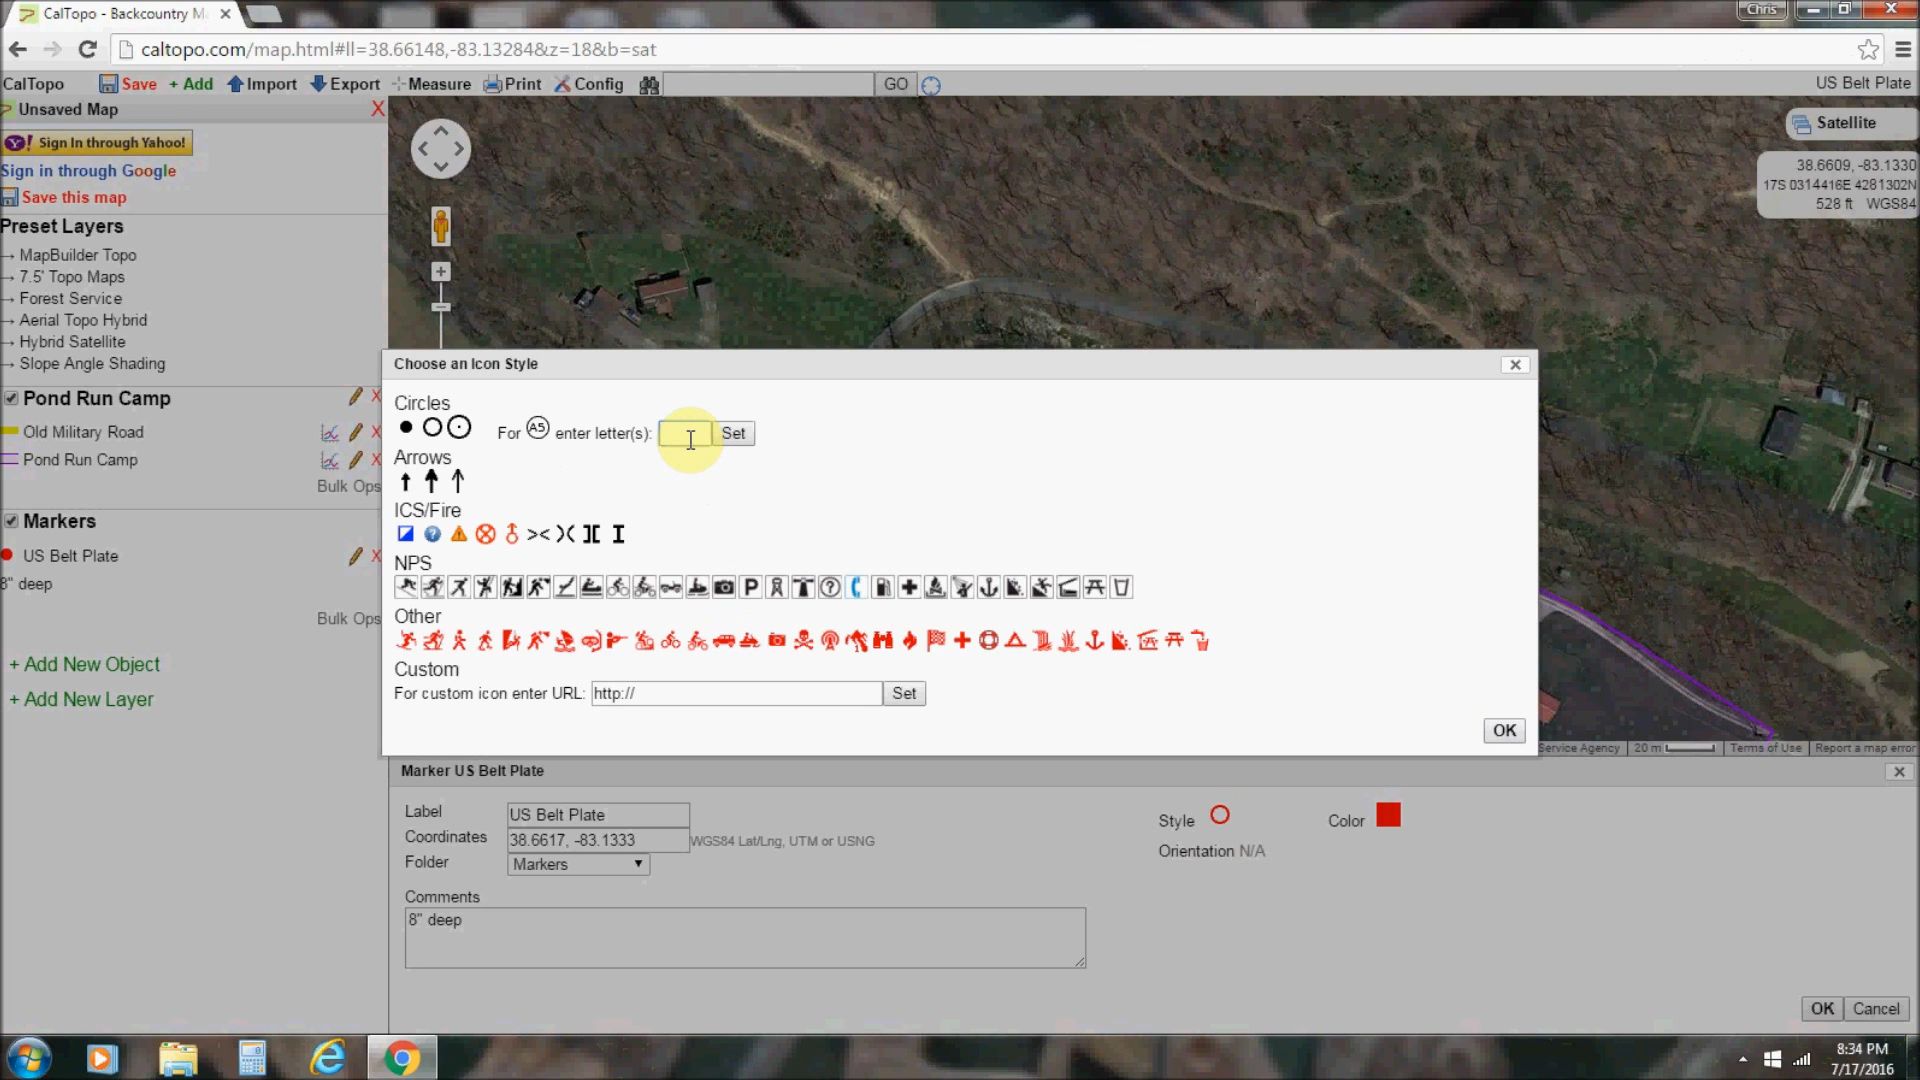 CalTopo - Backcountry M
Chris
caltopo.com/map.html#ll=38.66148,-83.13284&z=18&b=sat
CalTopo Save + Add Import Export Measure Print Config GO US Belt Plate
Unsaved Map X
Y! Sign In through Yahoo!
Sign in through Google
Save this map
Satellite
38.6609, -83.1330
17S 0314416E 4281302N
528 ft WGS84
Preset Layers
→ MapBuilder Topo
→ 7.5' Topo Maps
→ Forest Service
→ Aerial Topo Hybrid
→ Hybrid Satellite
→ Slope Angle Shading
Pond Run Camp X
Old Military Road X
Pond Run Camp X
Bulk Ops
Markers
US Belt Plate X
8" deep
Bulk Ops
+ Add New Object
+ Add New Layer
Choose an Icon Style
Circles
For A5 enter letter(s): Set
Arrows
ICS/Fire
NPS
P ?
Other
Custom
For custom icon enter URL: http:// Set
OK
Service Agency 20 m Terms of Use Report a map error
Marker US Belt Plate
Label US Belt Plate
Coordinates 38.6617, -83.1333 WGS84 Lat/Lng, UTM or USNG
Folder Markers
Style Color
Orientation N/A
Comments
8" deep
OK Cancel
8:34 PM
7/17/2016